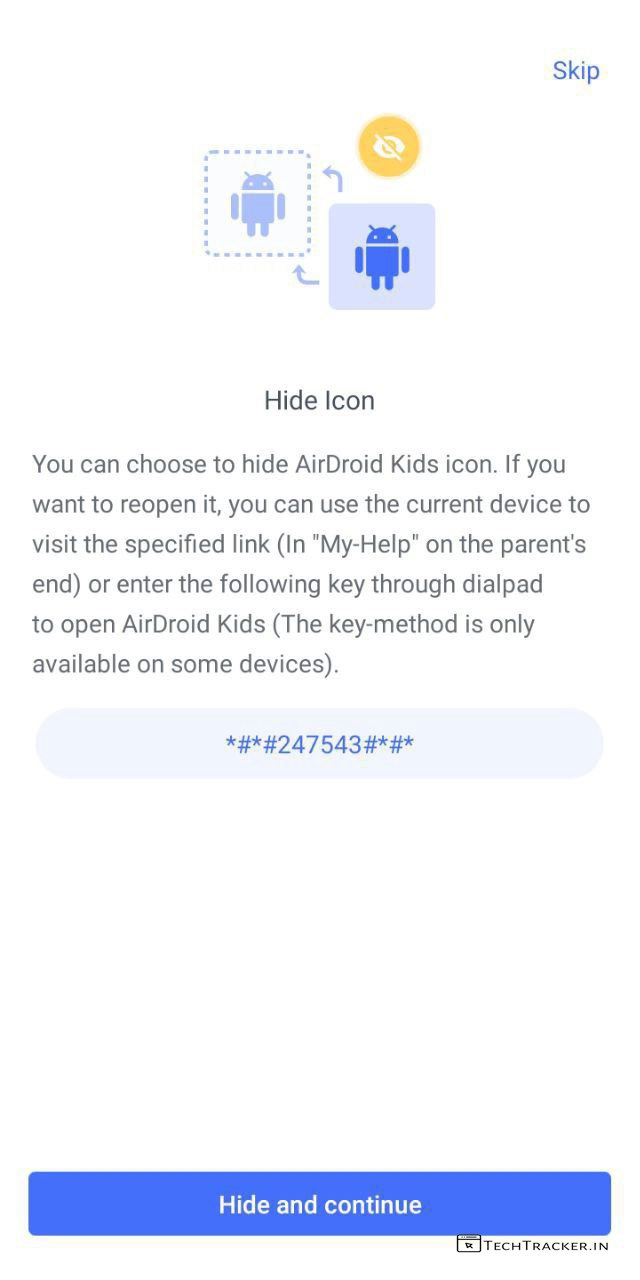 Skip
Hide Icon
You can choose to hide AirDroid Kids icon. If you
want to reopen it, you can use the current device to
visit the specified link (In "My-Help" on the parent's
end) or enter the following key through dialpad
to open AirDroid Kids (The key-method is only
available on some devices).
*#*#247543#*#*
Hide and continue
TECHTRACKER.IN